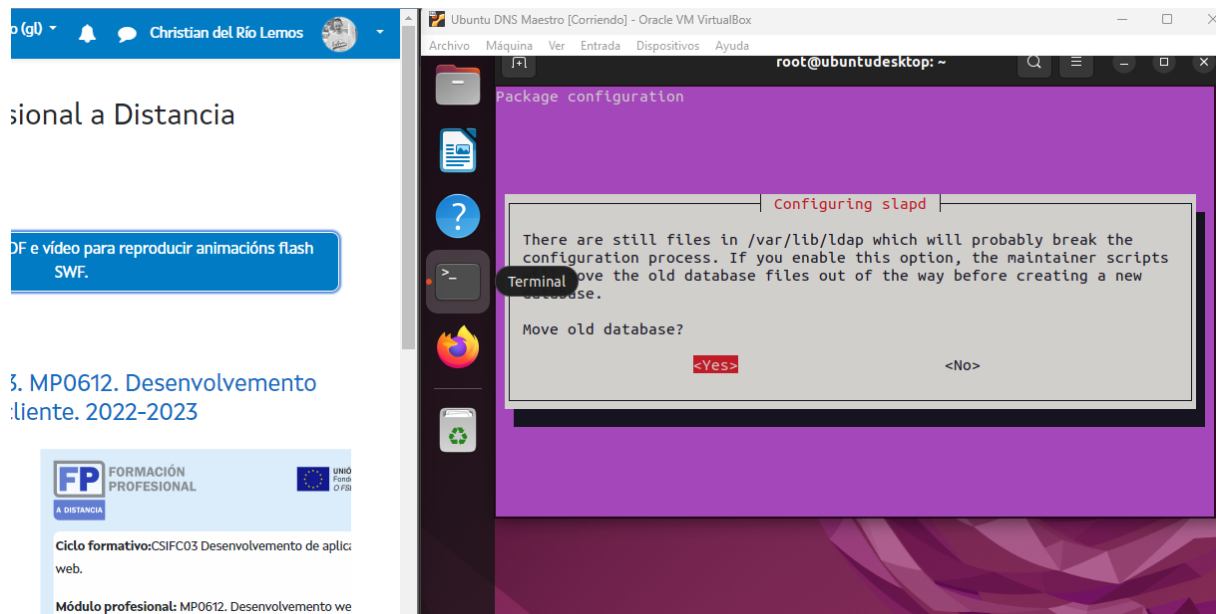 o (gl)
Christian del Río Lemos
sional a Distancia
DF e vídeo para reproducir animacións flash
SWF.
3. MP0612. Desenvolvemento
cliente. 2022-2023
FP FORMACIÓN
PROFESIONAL
A DISTANCIA
UNIÓ
Fondo
O FSI
Ciclo formativo:CSIFC03 Desenvolvemento de aplica
web.
Módulo profesional: MP0612. Desenvolvemento we
Ubuntu DNS Maestro [Corriendo] - Oracle VM VirtualBox
Archivo Máquina Ver Entrada Dispositivos Ayuda
root@ubuntudesktop: ~
Package configuration
Configuring slapd
There are still files in /var/lib/ldap which will probably break the
configuration process. If you enable this option, the maintainer scripts
ove the old database files out of the way before creating a new
database.
Terminal
Move old database?
<Yes> <No>